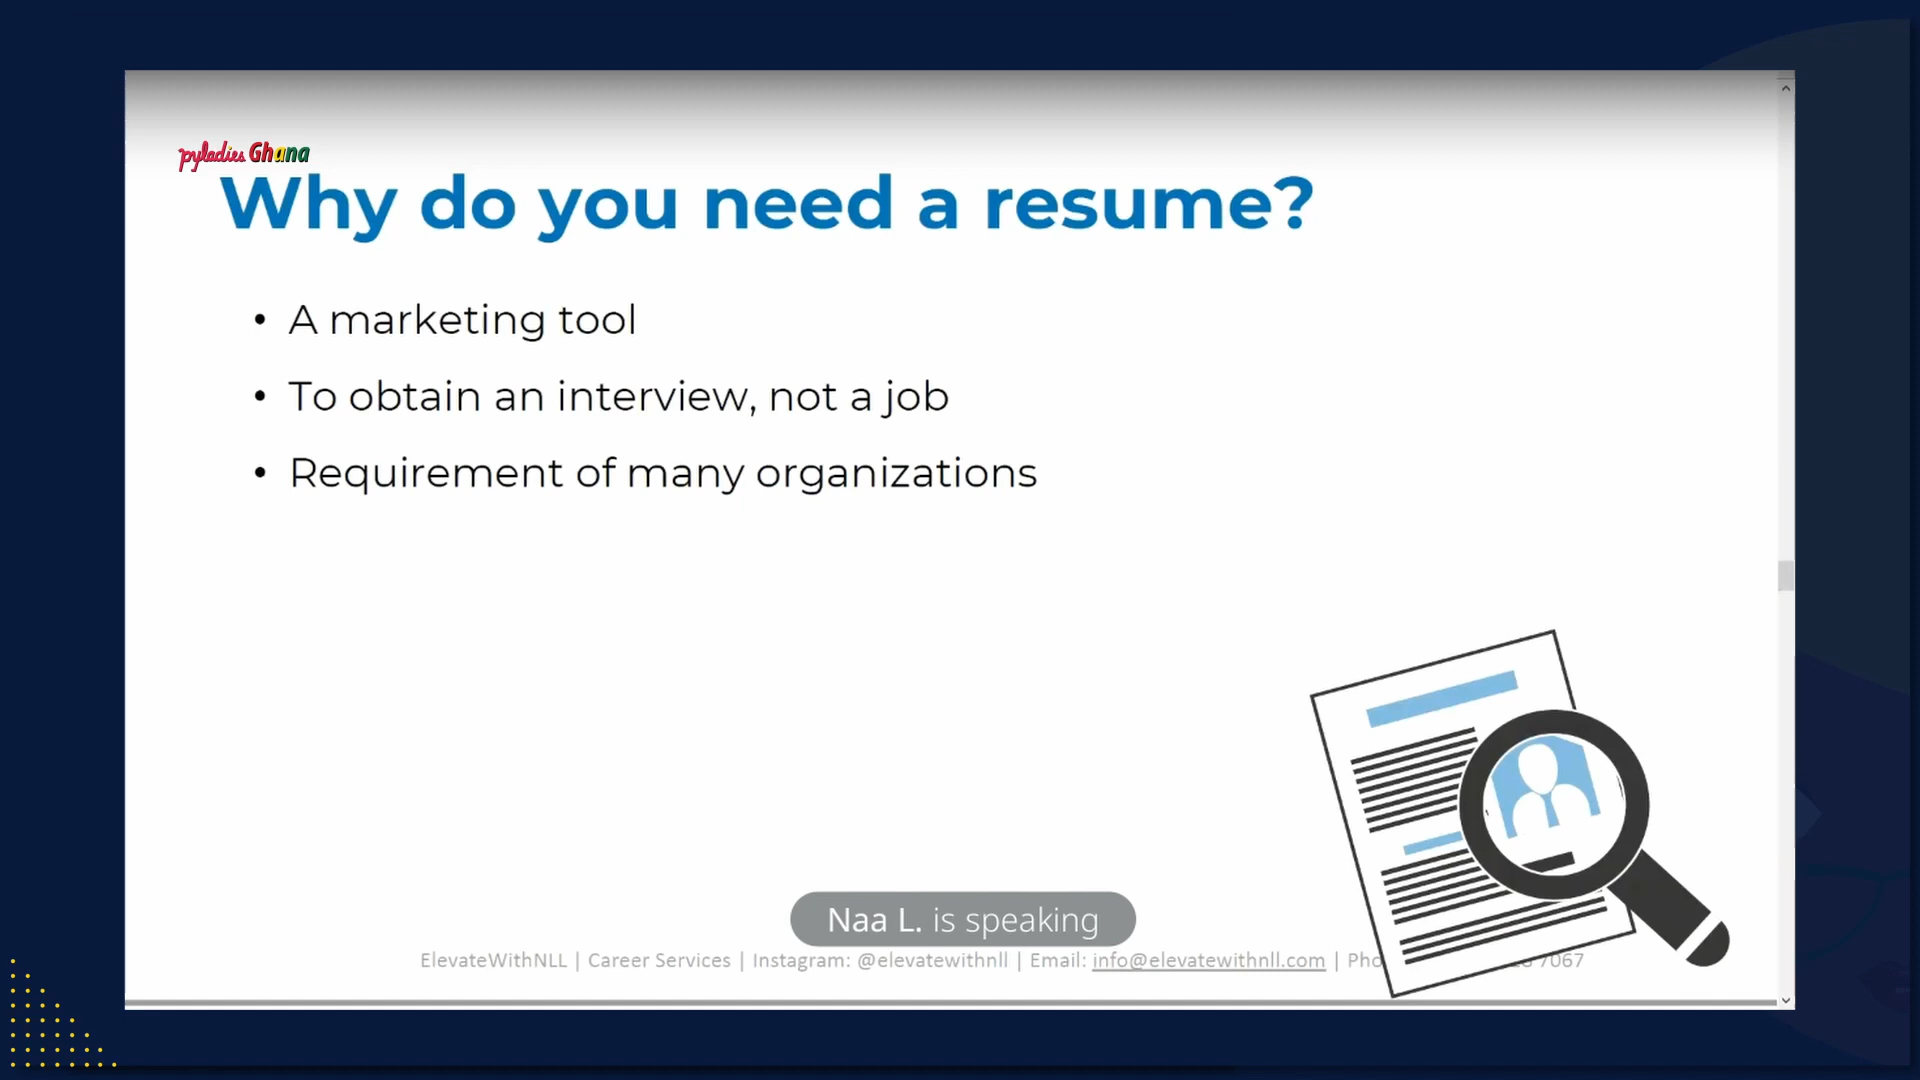 pyladies Ghana
Why do you need a resume?
• A marketing tool
• To obtain an interview, not a job
• Requirement of many organizations
Naa L. is speaking
ElevateWithNLL | Career Services | Instagram: @elevatewithnll | Email: info@elevatewithnll.com | Pho 7067